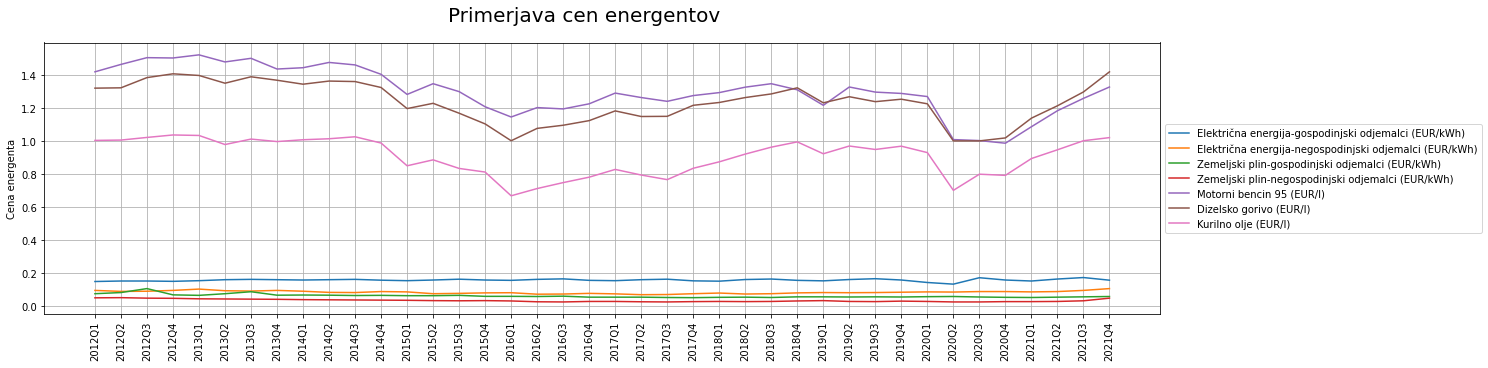 Primerjava cen energentov
Cena energenta
1.4
1.2
1.0
0.8
0.6
0.4
0.2
0.0
2012Q1
2012Q2
2012Q3
2012Q4
2013Q1
2013Q2
2013Q3
2013Q4
2014Q1
2014Q2
2014Q3
2014Q4
2015Q1
2015Q2
2015Q3
2015Q4
2016Q1
2016Q2
2016Q3
2016Q4
2017Q1
2017Q2
2017Q3
2017Q4
2018Q1
2018Q2
2018Q3
2018Q4
2019Q1
2019Q2
2019Q3
2019Q4
2020Q1
2020Q2
2020Q3
2020Q4
2021Q1
2021Q2
2021Q3
2021Q4
Električna energija-gospodinjski odjemalci (EUR/kWh)
Električna energija-negospodinjski odjemalci (EUR/kWh)
Zemeljski plin-gospodinjski odjemalci (EUR/kWh)
Zemeljski plin-negospodinjski odjemalci (EUR/kWh)
Motorni bencin 95 (EUR/l)
Dizelsko gorivo (EUR/l)
Kurilno olje (EUR/l)